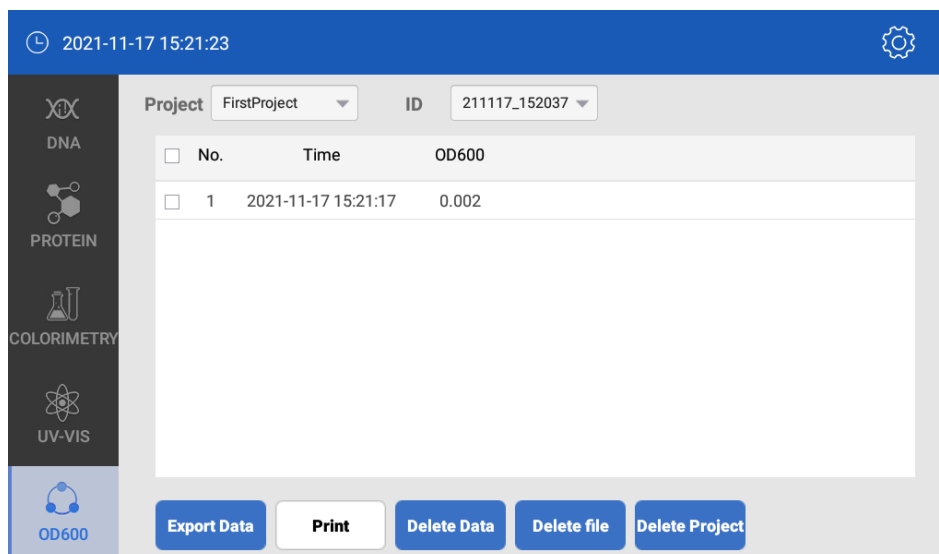 2021-11-17 15:21:23
DNA
PROTEIN
COLORIMETRY
UV-VIS
OD600
Project FirstProject ID 211117_152037
No. Time OD600
1 2021-11-17 15:21:17 0.002
Export Data Print Delete Data Delete file Delete Project